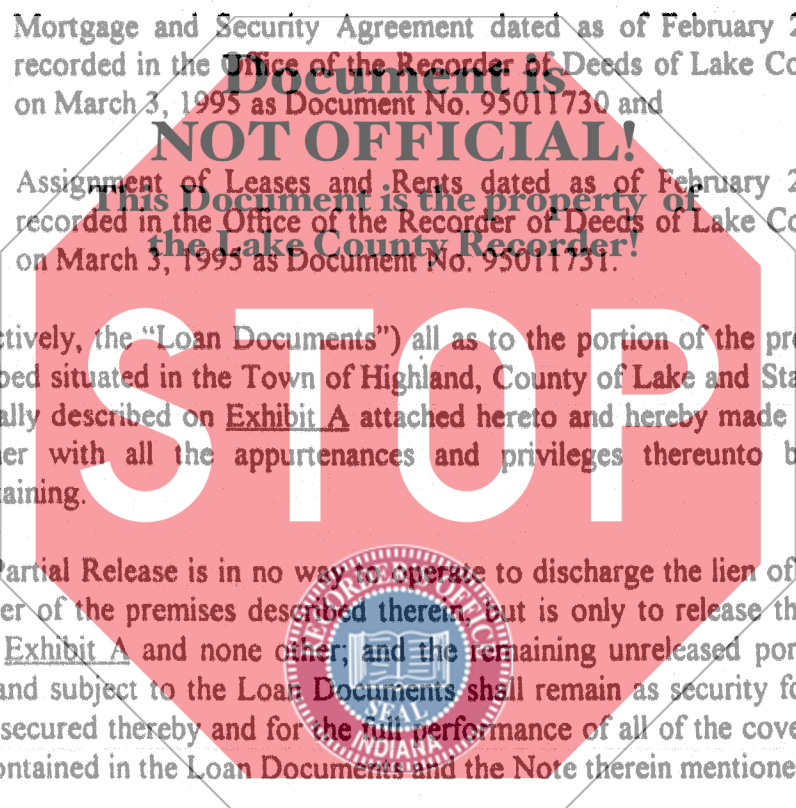 Mortgage and Security Agreement dated as of February 2
recorded in the Office of the Recorder of Deeds of Lake Co
on March 3, 1995 as Document No. 95011730 and
Document is
NOT OFFICIAL!
Assignment of Leases and Rents dated as of February 2
This Document is the property of
recorded in the Office of the Recorder of Deeds of Lake Co
the Lake County Recorder!
on March 3, 1995 as Document No. 95011731.
STOP
ctively, the “Loan Documents”) all as to the portion of the pr
bed situated in the Town of Highland, County of Lake and Sta
ally described on Exhibit A attached hereto and hereby made
er with all the appurtenances and privileges thereunto b
taining.
Partial Release is in no way to operate to discharge the lien of
er of the premises described therein, but is only to release th
Exhibit A and none other; and the remaining unreleased por
and subject to the Loan Documents shall remain as security fo
secured thereby and for the full performance of all of the cove
ontained in the Loan Documents and the Note therein mentione
SEAL
INDIANA